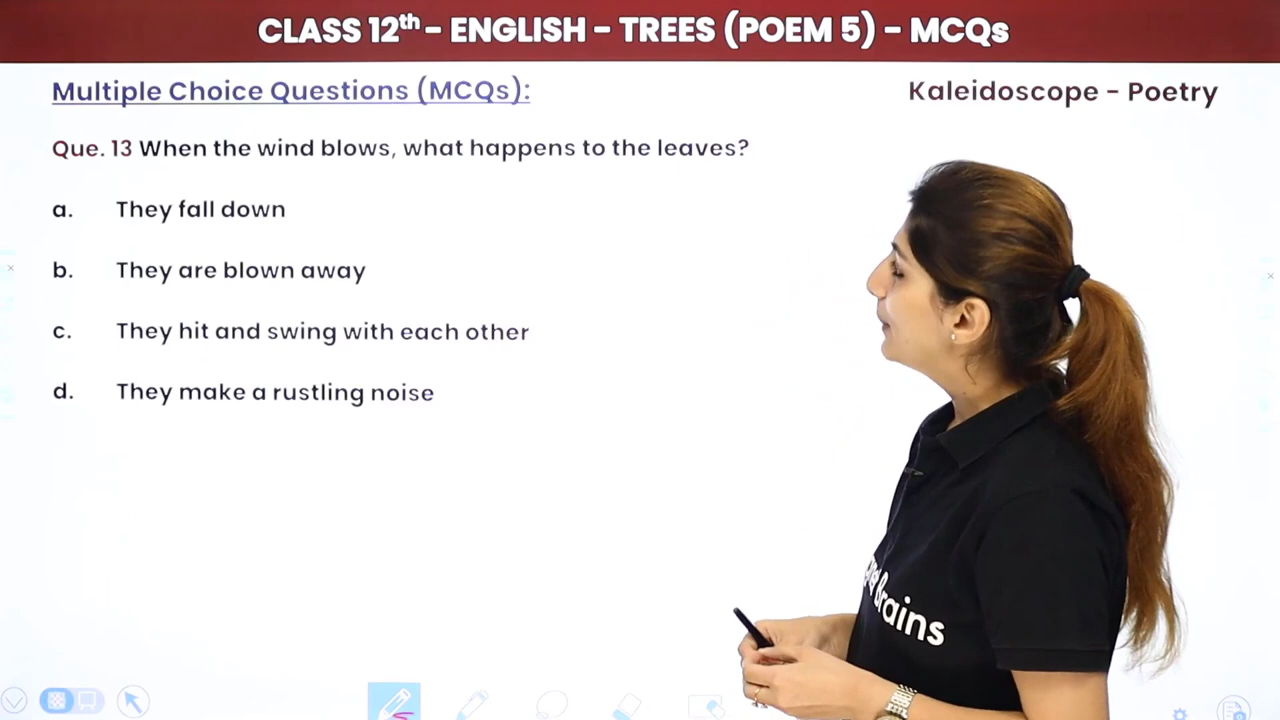 CLASS 12th – ENGLISH – TREES (POEM 5) – MCQs
Multiple Choice Questions (MCQs):
Kaleidoscope – Poetry
Que. 13 When the wind blows, what happens to the leaves?
a. They fall down
b. They are blown away
c. They hit and swing with each other
d. They make a rustling noise
Brains